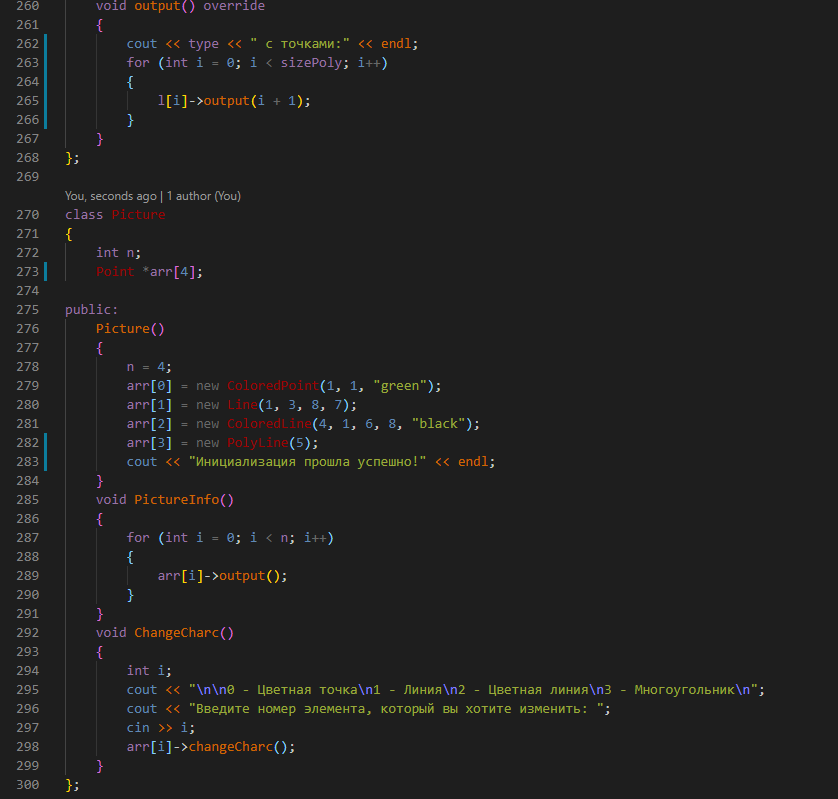 260 void output() override
261 {
262 cout << type << " с точками:" << endl;
263 for (int i = 0; i < sizePoly; i++)
264 {
265 l[i]->output(i + 1);
266 }
267 }
268 };
269
You, seconds ago | 1 author (You)
270 class Picture
271 {
272 int n;
273 Point *arr[4];
274
275 public:
276 Picture()
277 {
278 n = 4;
279 arr[0] = new ColoredPoint(1, 1, "green");
280 arr[1] = new Line(1, 3, 8, 7);
281 arr[2] = new ColoredLine(4, 1, 6, 8, "black");
282 arr[3] = new PolyLine(5);
283 cout << "Инициализация прошла успешно!" << endl;
284 }
285 void PictureInfo()
286 {
287 for (int i = 0; i < n; i++)
288 {
289 arr[i]->output();
290 }
291 }
292 void ChangeCharc()
293 {
294 int i;
295 cout << "\n\n0 - Цветная точка\n1 - Линия\n2 - Цветная линия\n3 - Многоугольник\n";
296 cout << "Введите номер элемента, который вы хотите изменить: ";
297 cin >> i;
298 arr[i]->changeCharc();
299 }
300 };